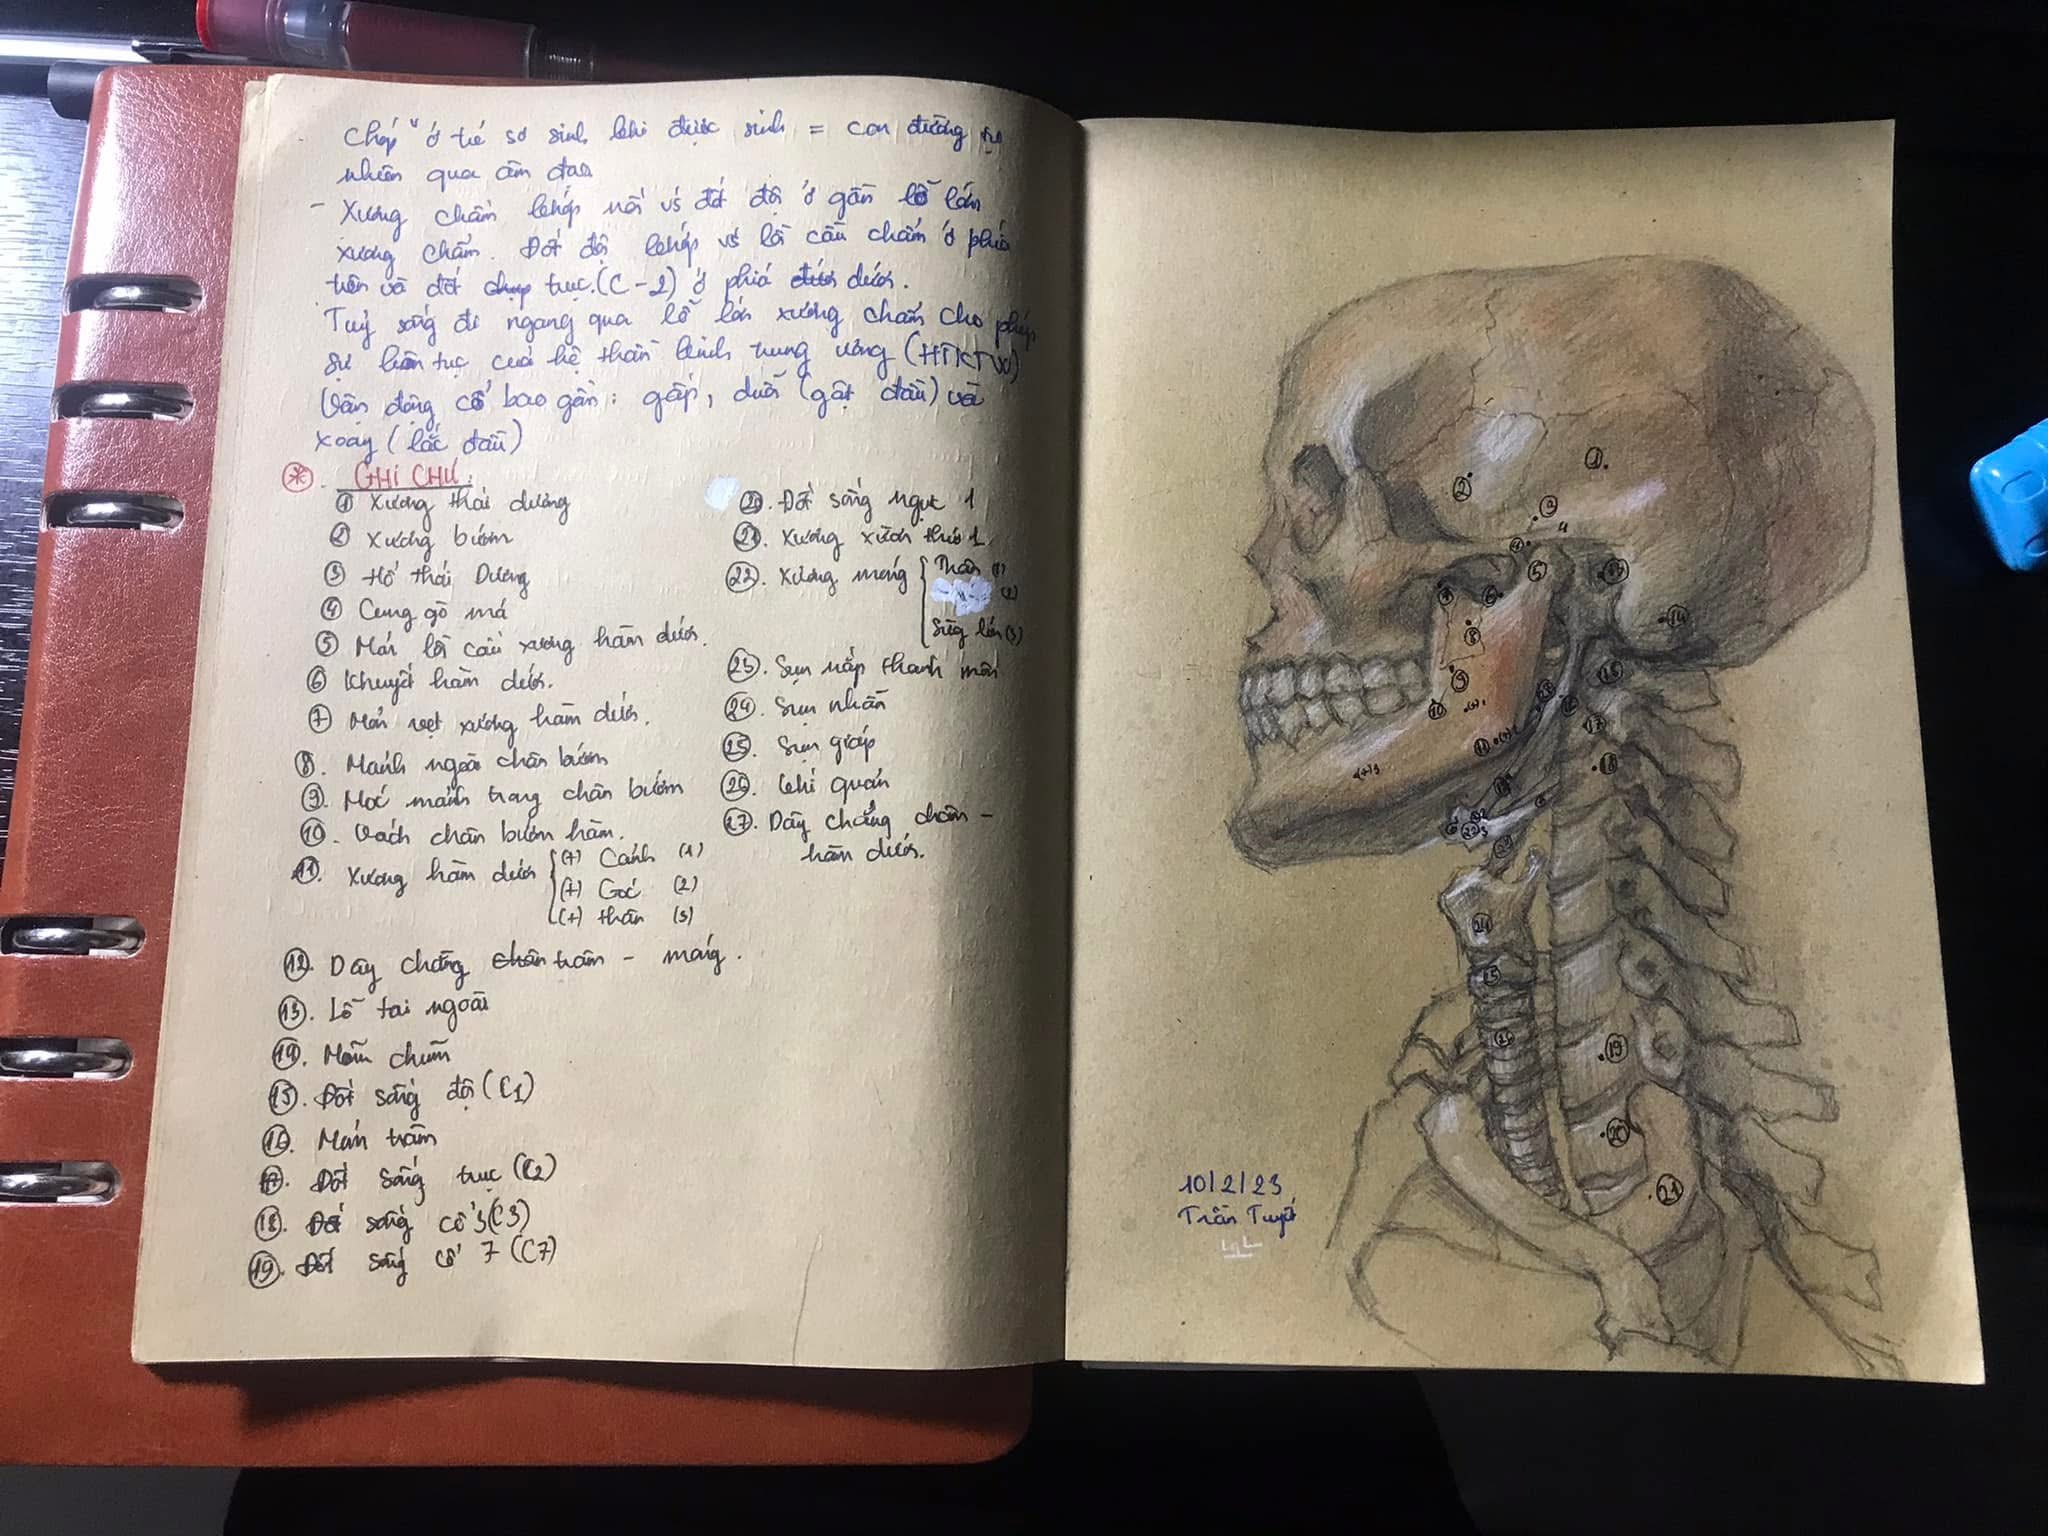 chóp" ở trẻ sơ sinh khi được sinh = con đường tự
nhiên qua âm đạo
- Xương chẩm khớp nối vs đốt đội ở gần lỗ lớn
xương chẩm. Đốt đội khớp vs lồi cầu chẩm ở phía
trên và đốt trục (C-2) ở phía dưới.
Tuỷ sống đi ngang qua lỗ lớn xương chẩm cho phép
sự liên tục của hệ thần kinh trung ương (HTKTW)
Vận động cổ bao gồm: gấp, duỗi (gật đầu) và
xoay (lắc đầu)
* GHI CHÚ:
1 Xương thái dương
2 Xương bướm
3 Hố thái Dương
4 Cung gò má
5 Mỏm lồi cầu xương hàm dưới.
6 Khuyết hàm dưới.
7 Mỏm vẹt xương hàm dưới.
8. Mảnh ngoài chân bướm
9. Móc mảnh trong chân bướm
10. Vách chân bướm hàm.
11. Xương hàm dưới
(+) Cành (1)
(+) Góc (2)
(+) thân (3)
12. Dây chằng trâm - móng.
13. Lỗ tai ngoài
14. Mỏm chũm
15. Đốt sống đội (C1)
16. Mỏm trâm
17. Đốt sống trục (C2)
18. Đốt sống cổ 3 (C3)
19. Đốt sống cổ 7 (C7)
20. Đốt sống ngực 1
21. Xương sườn thứ 1.
22. Xương móng
Thân (1)
(2)
Sừng lớn (3)
23. Sụn nắp thanh môn
24. Sụn nhẫn
25. Sụn giáp
26. Khí quản
27. Dây chằng châm -
hàm dưới.
1
2
3
4
4
5
13
7
6
14
8
9
15
10
16
17
11
18
22
24
25
26
19
20
21
10/2/23
Trần Tuyết